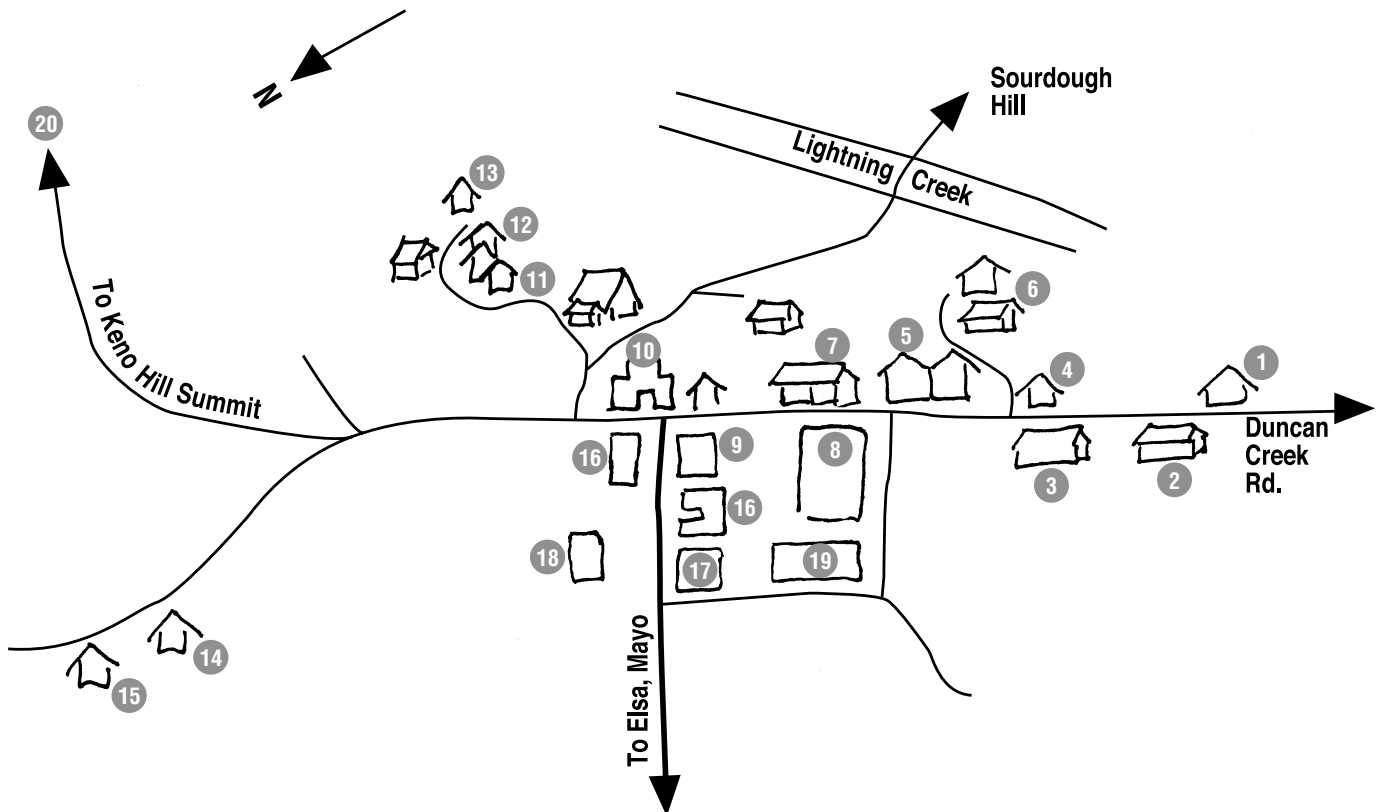 N
20
Sourdough
Hill
Lightning Creek
13
12
11
6
To Keno Hill Summit
10
7
5
4
1
Duncan
Creek
Rd.
16
9
8
3
2
16
18
17
19
To Elsa, Mayo
14
15